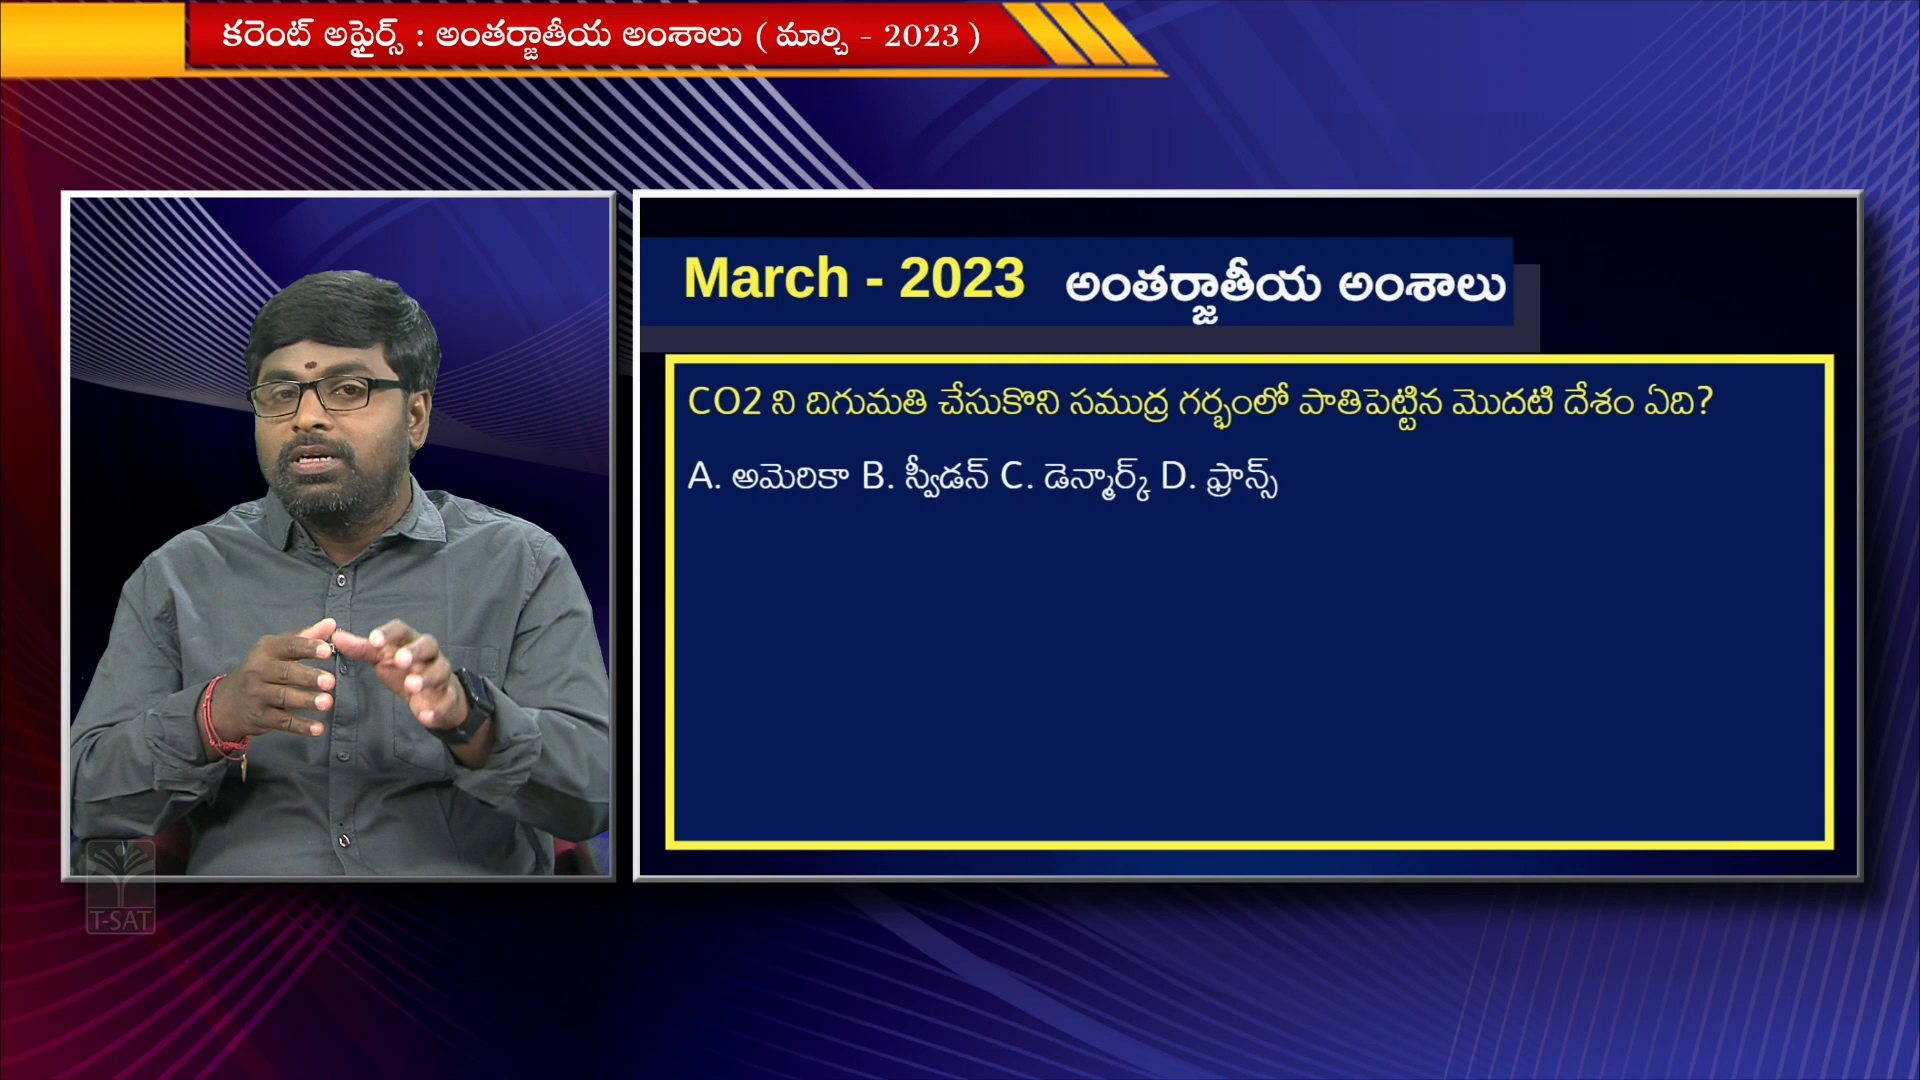 కరెంట్ అఫైర్స్ : అంతర్జాతీయ అంశాలు ( మార్చి - 2023 )
March - 2023 అంతర్జాతీయ అంశాలు
CO2 ని దిగుమతి చేసుకొని సముద్ర గర్భంలో పాతిపెట్టిన మొదటి దేశం ఏది?
A. అమెరికా B. స్వీడన్ C. డెన్మార్క్ D. ఫ్రాన్స్
T-SAT